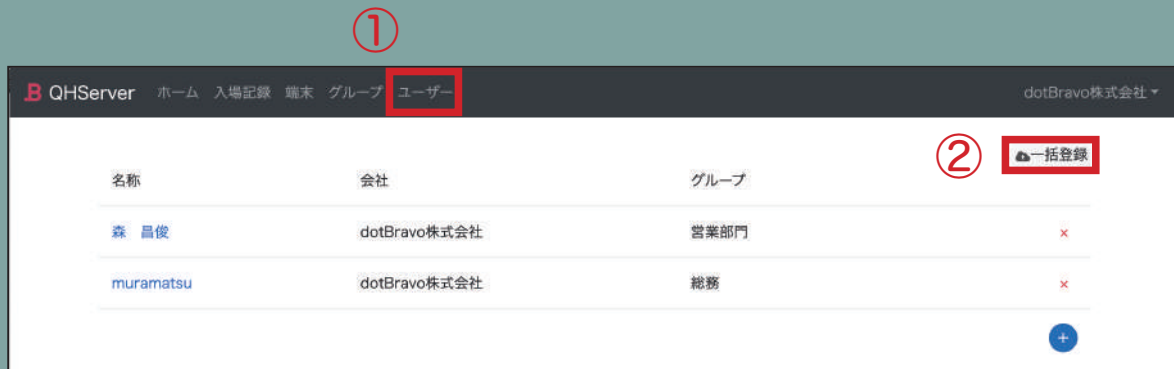 ①
QHServer ホーム 入場記録 端末 グループ ユーザー dotBravo株式会社
② 一括登録
名称 会社 グループ
森　昌俊 dotBravo株式会社 営業部門 ×
muramatsu dotBravo株式会社 総務 ×
+